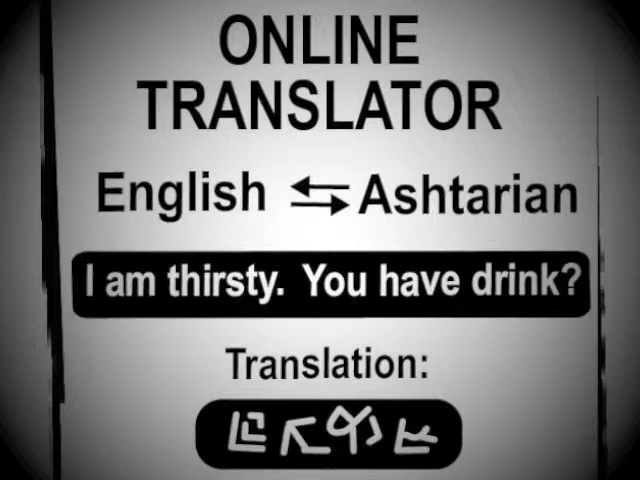 ONLINE
TRANSLATOR
English ⇆ Ashtarian
I am thirsty. You have drink?
Translation: